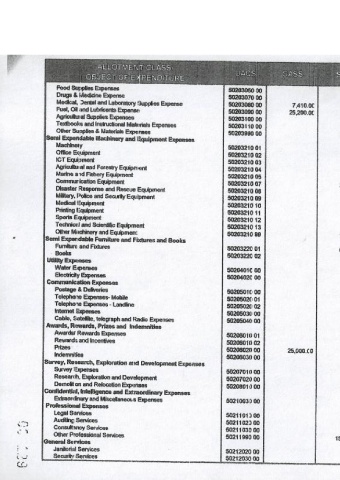 ALLOTMENT CLASS
OBJECT OF EXPENDITURE UACS CASS
Food Supplies Expenses 50203050 00
Drugs & Medicine Expense 50203070 00
Medical, Dental and Laboratory Supplies Expense 50203080 00 7,410.00
Fuel, Oil and Lubricants Expense 50203090 00 25,200.00
Agricultural Supplies Expenses 50203100 00
Textbooks and Instructional Materials Expenses 50203110 00
Other Supplies & Materials Expenses 50203990 00
Semi Expendable Machinery and Equipment Expenses
Machinery 50203210 01
Office Equipment 50203210 02
ICT Equipment 50203210 03
Agricultural and Forestry Equipment 50203210 04
Marine and Fishery Equipment 50203210 05
Communication Equipment 50203210 07
Disaster Response and Rescue Equipment 50203210 08
Military, Police and Security Equipment 50203210 09
Medical Equipment 50203210 10
Printing Equipment 50203210 11
Sports Equipment 50203210 12
Technical and Scientific Equipment 50203210 13
Other Machinery and Equipment 50203210 99
Semi Expendable Furniture and Fixtures and Books
Furniture and Fixtures 50203220 01
Books 50203220 02
Utility Expenses
Water Expenses 50204010 00
Electricity Expenses 50204020 00
Communication Expenses
Postage & Deliveries 50205010 00
Telephone Expenses- Mobile 50205020 01
Telephone Expenses - Landline 50205020 02
Internet Expenses 50205030 00
Cable, Satellite, telegraph and Radio Expenses 50205040 00
Awards, Rewards, Prizes and Indemnities
Awards/ Rewards Expenses 50206010 01
Rewards and Incentives 50206010 02
Prizes 50206020 00 25,000.00
Indemnities 50206030 00
Survey, Research, Exploration and Development Expenses
Survey Expenses 50207010 00
Research, Exploration and Development 50207020 00
Demolition and Relocation Expenses 50208010 00
Confidential, Intelligence and Extraordinary Expenses
Extraordinary and Miscellaneous Expenses 50210030 00
Professional Expenses
Legal Services 50211010 00
Auditing Services 50211020 00
Consultancy Services 50211030 00
Other Professional Services 50211990 00
General Services
Janitorial Services 50212020 00
Security Services 50212030 00